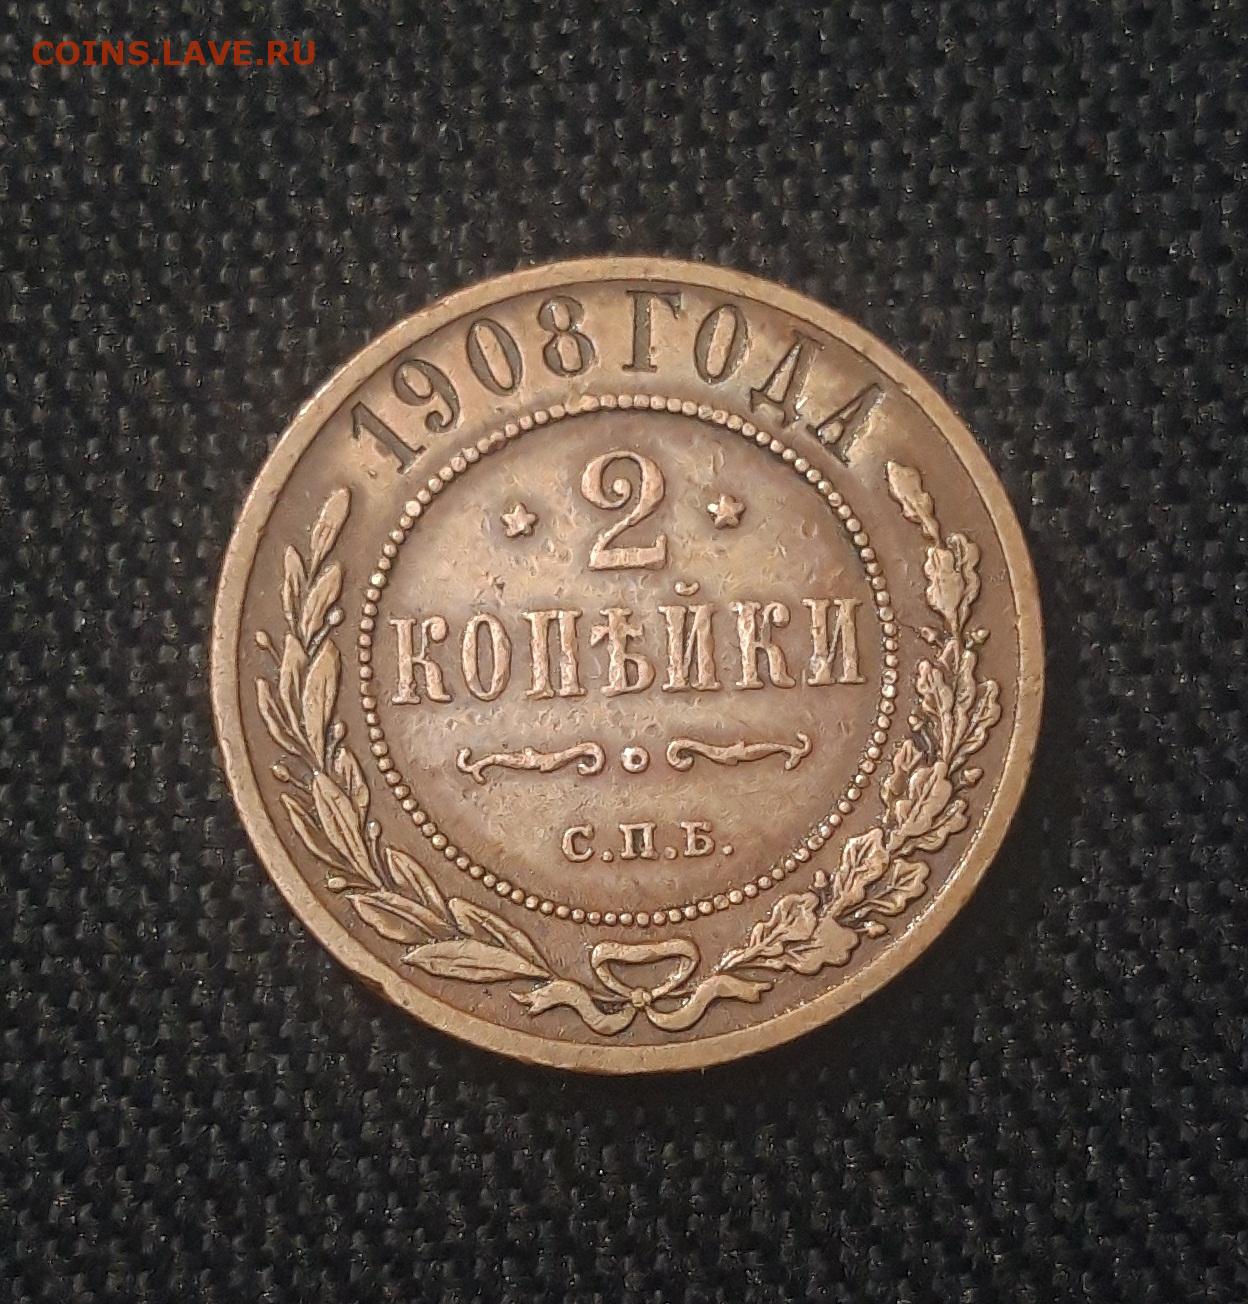 COINS.LAVE.RU
1908 ГОДА
2
КОПѢЙКИ
С.П.Б.